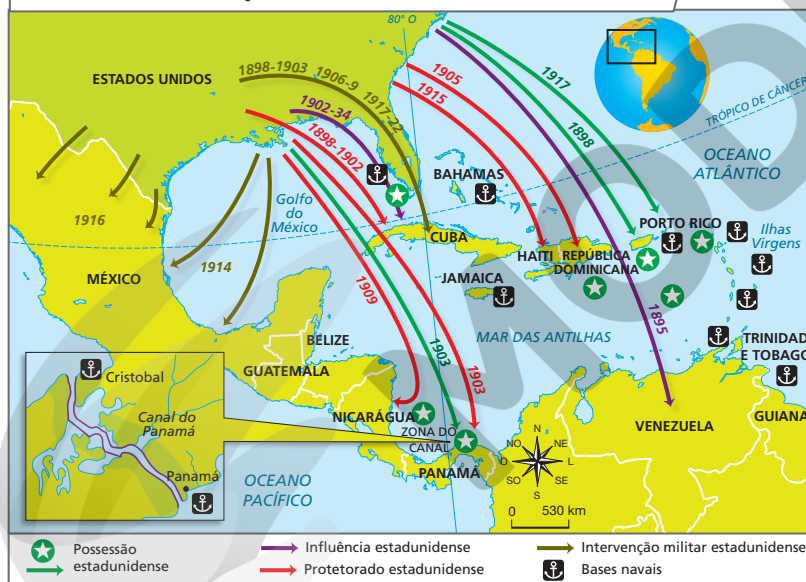 80° O
ESTADOS UNIDOS
1898-1903
1906-9
1917-22
1902-34
1898-1902
1905
1915
1917
1898
TRÓPICO DE CÂNCER
OCEANO
ATLÂNTICO
BAHAMAS
Golfo
do
México
1916
1914
MÉXICO
CUBA
HAITI
REPÚBLICA
DOMINICANA
PORTO RICO
Ilhas
Virgens
JAMAICA
1909
1903
1903
1895
MAR DAS ANTILHAS
BELIZE
GUATEMALA
TRINIDAD
E TOBAGO
NICARÁGUA
ZONA DO
CANAL
PANAMÁ
VENEZUELA
GUIANA
Cristobal
Canal do
Panamá
Panamá
OCEANO
PACÍFICO
N
NO
NE
O
L
SO
SE
S
0
530 km
Possessão
estadunidense
Influência estadunidense
Protetorado estadunidense
Intervenção militar estadunidense
Bases navais